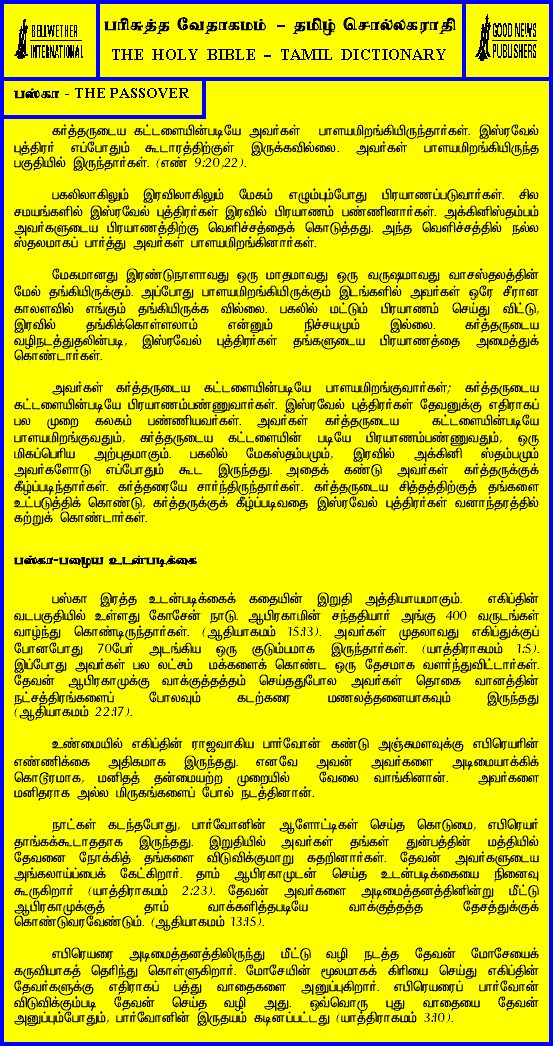 BELLWETHER
INTERNATIONAL
பரிசுத்த வேதாகமம் – தமிழ் சொல்லகராதி
THE HOLY BIBLE – TAMIL DICTIONARY
GOOD NEWS
PUBLISHERS
பஸ்கா - THE PASSOVER
கர்த்தருடைய கட்டளையின்படியே அவர்கள் பாளயமிறங்கியிருந்தார்கள். இஸ்ரவேல்
புத்திரர் எப்போதும் கூடாரத்திற்குள் இருக்கவில்லை. அவர்கள் பாளயமிறங்கியிருந்த
பகுதியில் இருந்தார்கள். (எண் 9:20,22).
பகலிலாகிலும் இரவிலாகிலும் மேகம் எழும்பும்போது பிரயாணப்படுவார்கள். சில
சமயங்களில் இஸ்ரவேல் புத்திரர்கள் இரவில் பிரயாணம் பண்ணினார்கள். அக்கினிஸ்தம்பம்
அவர்களுடைய பிரயாணத்திற்கு வெளிச்சத்தைக் கொடுத்தது. அந்த வெளிச்சத்தில் நல்ல
ஸ்தலமாகப் பார்த்து அவர்கள் பாளயமிறங்கினார்கள்.
மேகமானது இரண்டுநாளாவது ஒரு மாதமாவது ஒரு வருஷமாவது வாசஸ்தலத்தின்
மேல் தங்கியிருக்கும். அப்போது பாளயமிறங்கியிருக்கும் இடங்களில் அவர்கள் ஒரே சீரான
காலஅளவில் எங்கும் தங்கியிருக்க வில்லை. பகலில் மட்டும் பிரயாணம் செய்து விட்டு,
இரவில் தங்கிக்கொள்ளலாம் என்னும் நிச்சயமும் இல்லை. கர்த்தருடைய
வழிநடத்துதலின்படி, இஸ்ரவேல் புத்திரர்கள் தங்களுடைய பிரயாணத்தை அமைத்துக்
கொண்டார்கள்.
அவர்கள் கர்த்தருடைய கட்டளையின்படியே பாளயமிறங்குவார்கள்; கர்த்தருடைய
கட்டளையின்படியே பிரயாணம்பண்ணுவார்கள். இஸ்ரவேல் புத்திரர்கள் தேவனுக்கு எதிராகப்
பல முறை கலகம் பண்ணியவர்கள். அவர்கள் கர்த்தருடைய கட்டளையின்படியே
பாளயமிறங்குவதும், கர்த்தருடைய கட்டளையின் படியே பிரயாணம்பண்ணுவதும், ஒரு
மிகப்பெரிய அற்புதமாகும். பகலில் மேகஸ்தம்பமும், இரவில் அக்கினி ஸ்தம்பமும்
அவர்களோடு எப்போதும் கூட இருந்தது. அதைக் கண்டு அவர்கள் கர்த்தருக்குக்
கீழ்ப்படிந்தார்கள். கர்த்தரையே சார்ந்திருந்தார்கள். கர்த்தருடைய சித்தத்திற்குத் தங்களை
உட்படுத்திக் கொண்டு, கர்த்தருக்குக் கீழ்ப்படிவதை இஸ்ரவேல் புத்திரர்கள் வனாந்தரத்தில்
கற்றுக் கொண்டார்கள்.
பஸ்கா-பழைய உடன்படிக்கை
பஸ்கா இரத்த உடன்படிக்கைக் கதையின் இறுதி அத்தியாயமாகும். எகிப்தின்
வடபகுதியில் உள்ளது கோசேன் நாடு. ஆபிரகாமின் சந்ததியார் அங்கு 400 வருடங்கள்
வாழ்ந்து கொண்டிருந்தார்கள். (ஆதியாகமம் 15:13). அவர்கள் முதலாவது எகிப்துக்குப்
போனபோது 70பேர் அடங்கிய ஒரு குடும்பமாக இருந்தார்கள். (யாத்திராகமம் 1:5).
இப்போது அவர்கள் பல லட்சம் மக்களைக் கொண்ட ஒரு தேசமாக வளர்ந்துவிட்டார்கள்.
தேவன் ஆபிரகாமுக்கு வாக்குத்தத்தம் செய்ததுபோல அவர்கள் தொகை வானத்தின்
நட்சத்திரங்களைப் போலவும் கடற்கரை மணலத்தனையாகவும் இருந்தது
(ஆதியாகமம் 22:17).
உண்மையில் எகிப்தின் ராஜவாகிய பார்வோன் கண்டு அஞ்சுமளவுக்கு எபிரெயரின்
எண்ணிக்கை அதிகமாக இருந்தது. எனவே அவன் அவர்களை அடிமையாக்கிக்
கொடூரமாக, மனிதத் தன்மையற்ற முறையில் வேலை வாங்கினான். அவர்களை
மனிதராக அல்ல மிருகங்களைப் போல் நடத்தினான்.
நாட்கள் கடந்தபோது, பார்வோனின் ஆளோட்டிகள் செய்த கொடுமை, எபிரெயர்
தாங்கக்கூடாததாக இருந்தது. இறுதியில் அவர்கள் தங்கள் துன்பத்தின் மத்தியில்
தேவனை நோக்கித் தங்களை விடுவிக்குமாறு கதறினார்கள். தேவன் அவர்களுடைய
அங்கலாய்ப்பைக் கேட்கிறார். தாம் ஆபிரகாமுடன் செய்த உடன்படிக்கையை நினைவு
கூருகிறார் (யாத்திராகமம் 2:23). தேவன் அவர்களை அடிமைத்தனத்தினின்று மீட்டு
ஆபிரகாமுக்குத் தாம் வாக்களித்தபடியே வாக்குத்தத்த தேசத்துக்குக்
கொண்டுவரவேண்டும். (ஆதியாகமம் 13:15).
எபிரெயரை அடிமைத்தனத்திலிருந்து மீட்டு வழி நடத்த தேவன் மோசேயைக்
கருவியாகத் தெரிந்து கொள்ளுகிறார். மோசேயின் மூலமாகக் கிரியை செய்து எகிப்தின்
தேவர்களுக்கு எதிராகப் பத்து வாதைகளை அனுப்புகிறார். எபிரெயரைப் பார்வோன்
விடுவிக்கும்படி தேவன் செய்த வழி அது. ஒவ்வொரு புது வாதையை தேவன்
அனுப்பும்போதும், பார்வோனின் இருதயம் கடினப்பட்டது (யாத்திராகமம் 3:10).